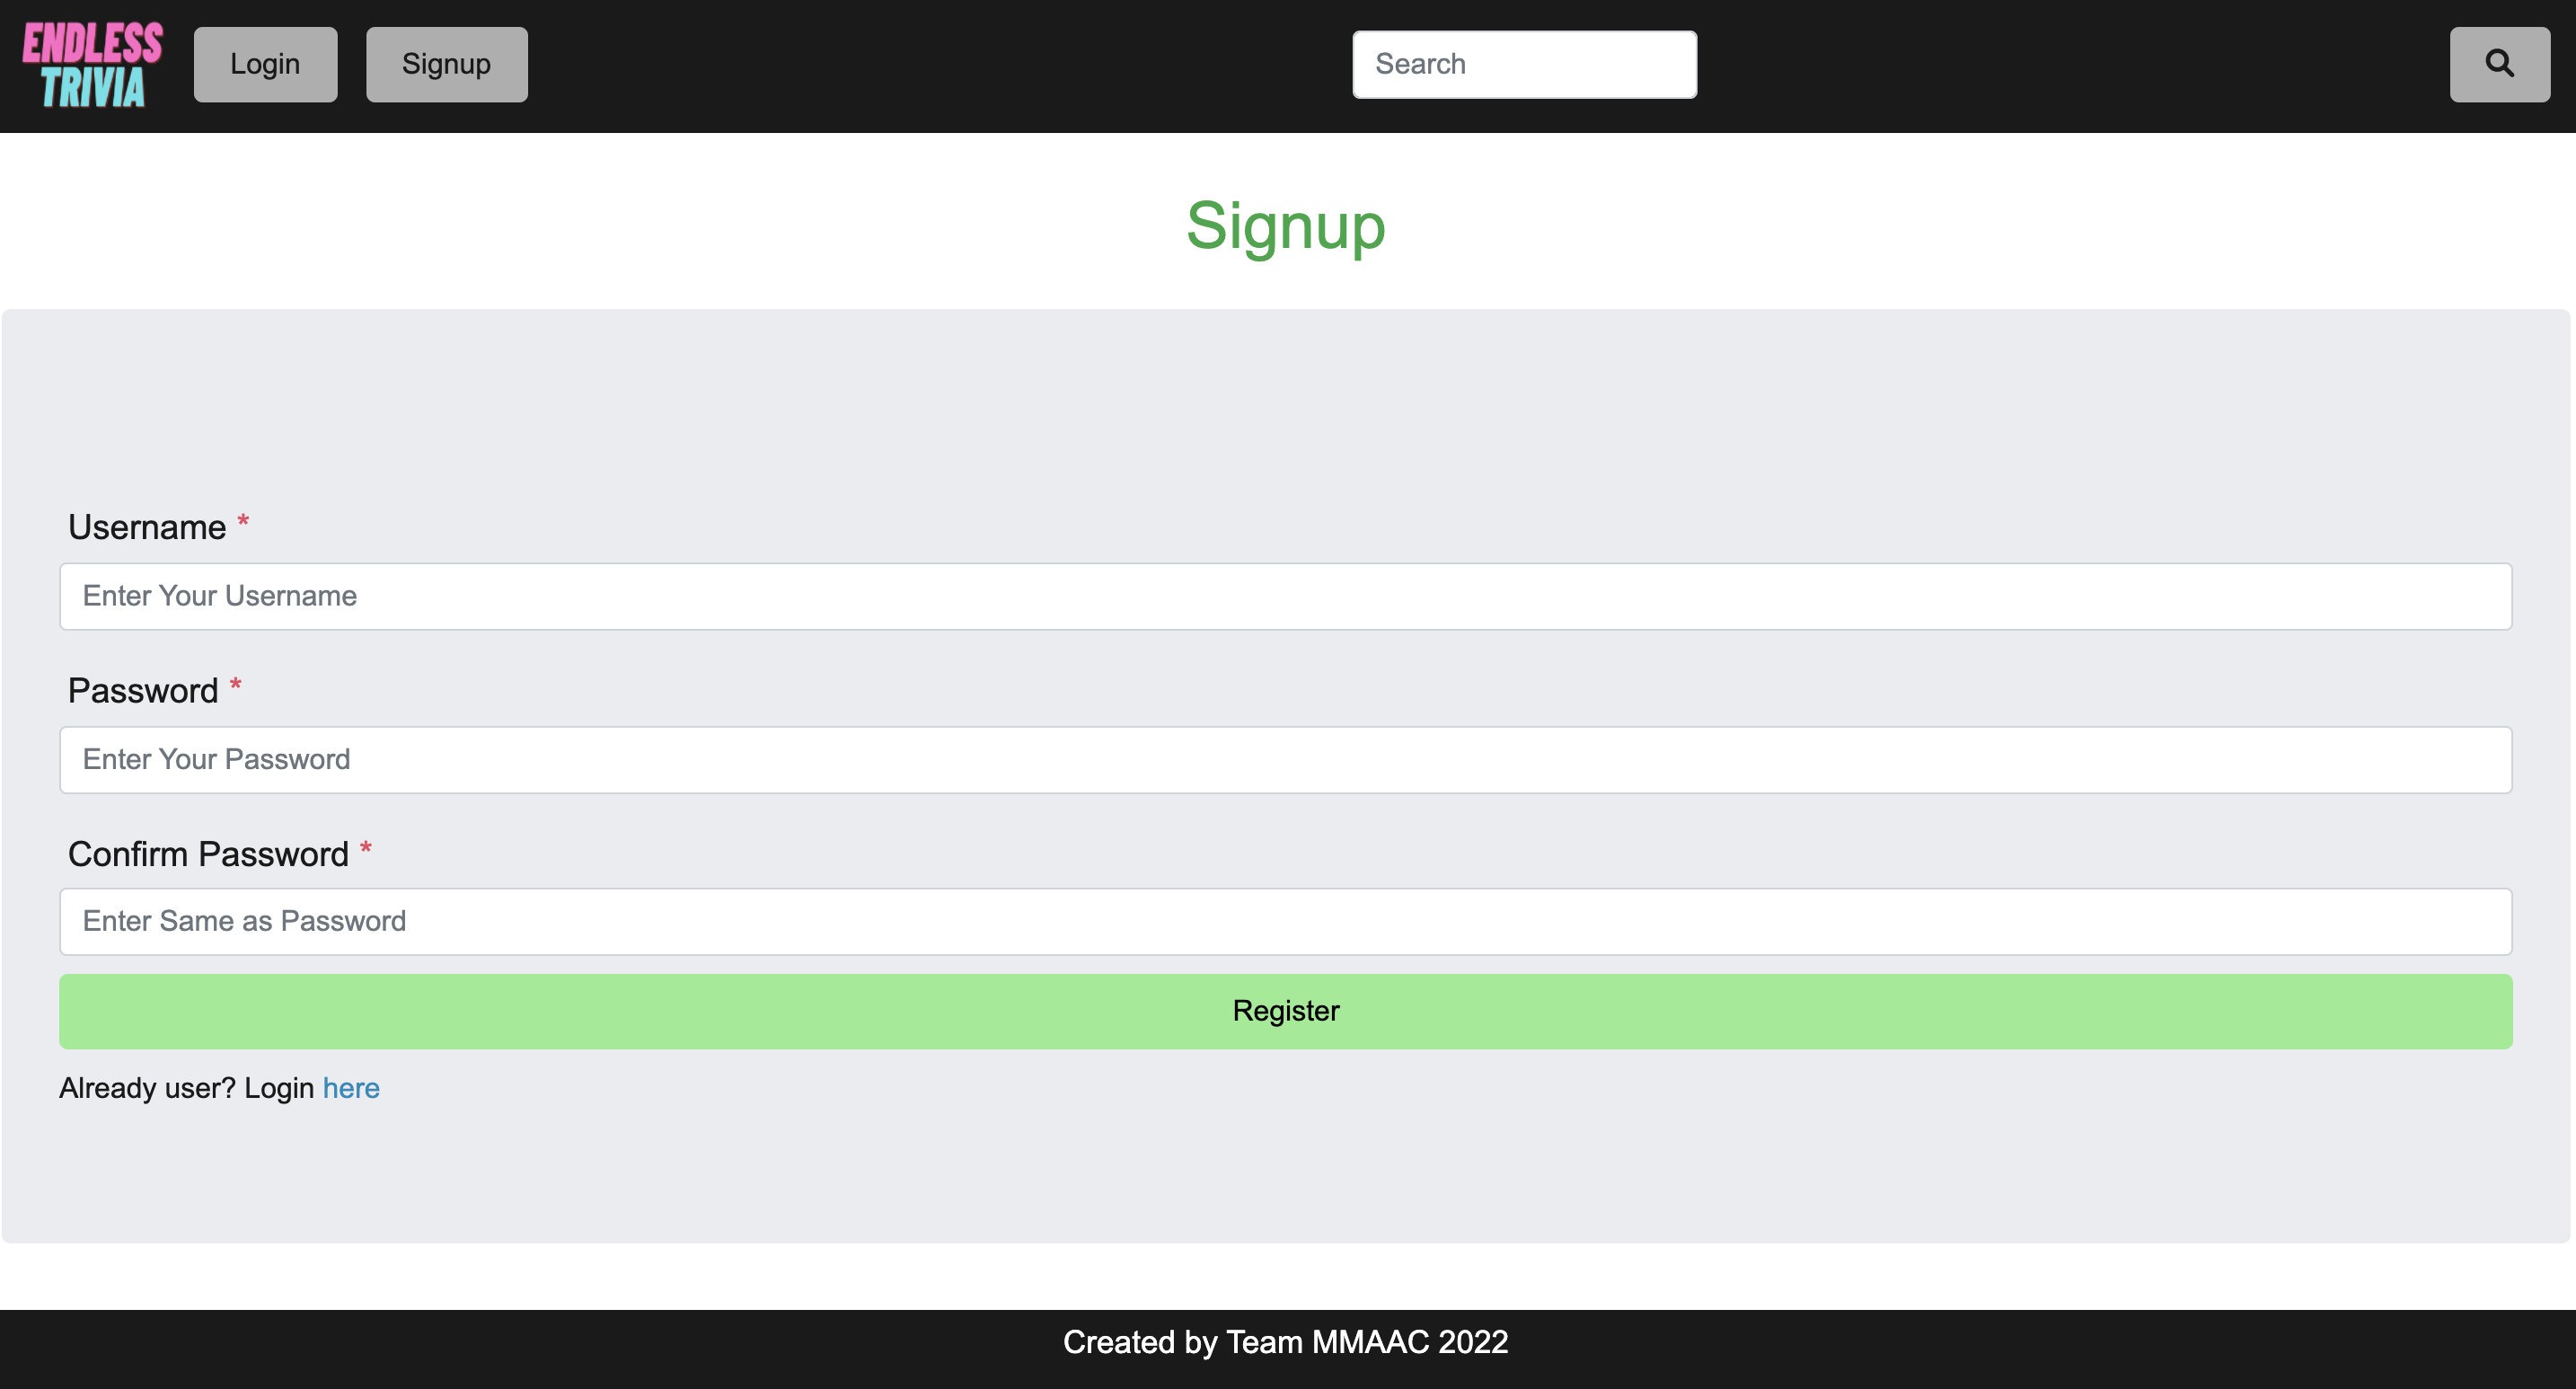 ENDLESS
TRIVIA
Login
Signup
Search
Signup
Username *
Enter Your Username
Password *
Enter Your Password
Confirm Password *
Enter Same as Password
Register
Already user? Login here
Created by Team MMAAC 2022